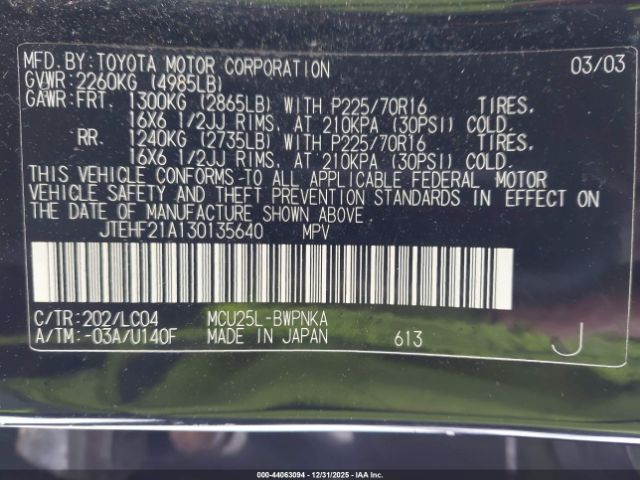 MFD. BY: TOYOTA MOTOR CORPORATION 03/03
GVWR: 2260KG (4985LB)
GAWR: FRT. 1300KG (2865LB) WITH P225/70R16 TIRES,
16X6 1/2JJ RIMS, AT 210KPA (30PSI) COLD.
RR. 1240KG (2735LB) WITH P225/70R16 TIRES,
16X6 1/2JJ RIMS, AT 210KPA (30PSI) COLD.
THIS VEHICLE CONFORMS TO ALL APPLICABLE FEDERAL MOTOR
VEHICLE SAFETY AND THEFT PREVENTION STANDARDS IN EFFECT ON
THE DATE OF MANUFACTURE SHOWN ABOVE.
JTEHF21A130135640 MPV
C/TR: 202/LC04 MCU25L-BWPNKA
A/TM: -03A/U140F MADE IN JAPAN 613 J
000-44063094 - 12/31/2025 - IAA Corp.